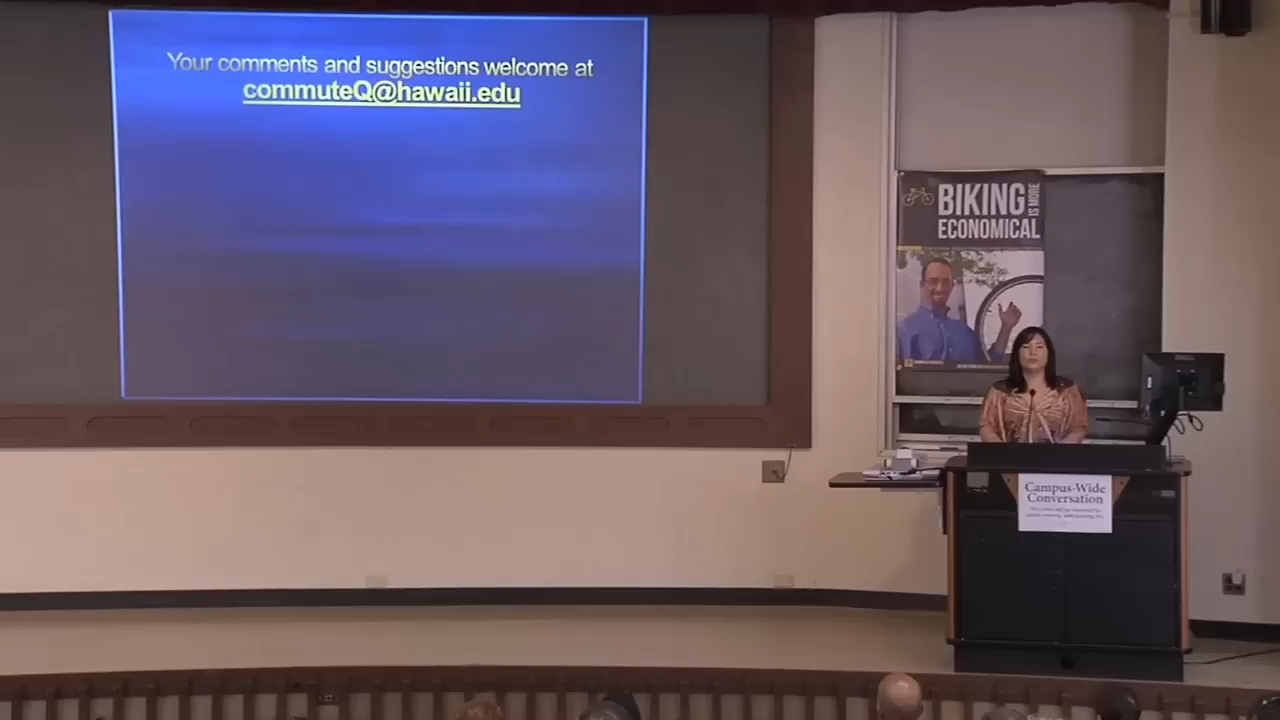 Your comments and suggestions welcome at
commuteQ@hawaii.edu
BIKING
IS MORE
ECONOMICAL
Campus-Wide
Conversation